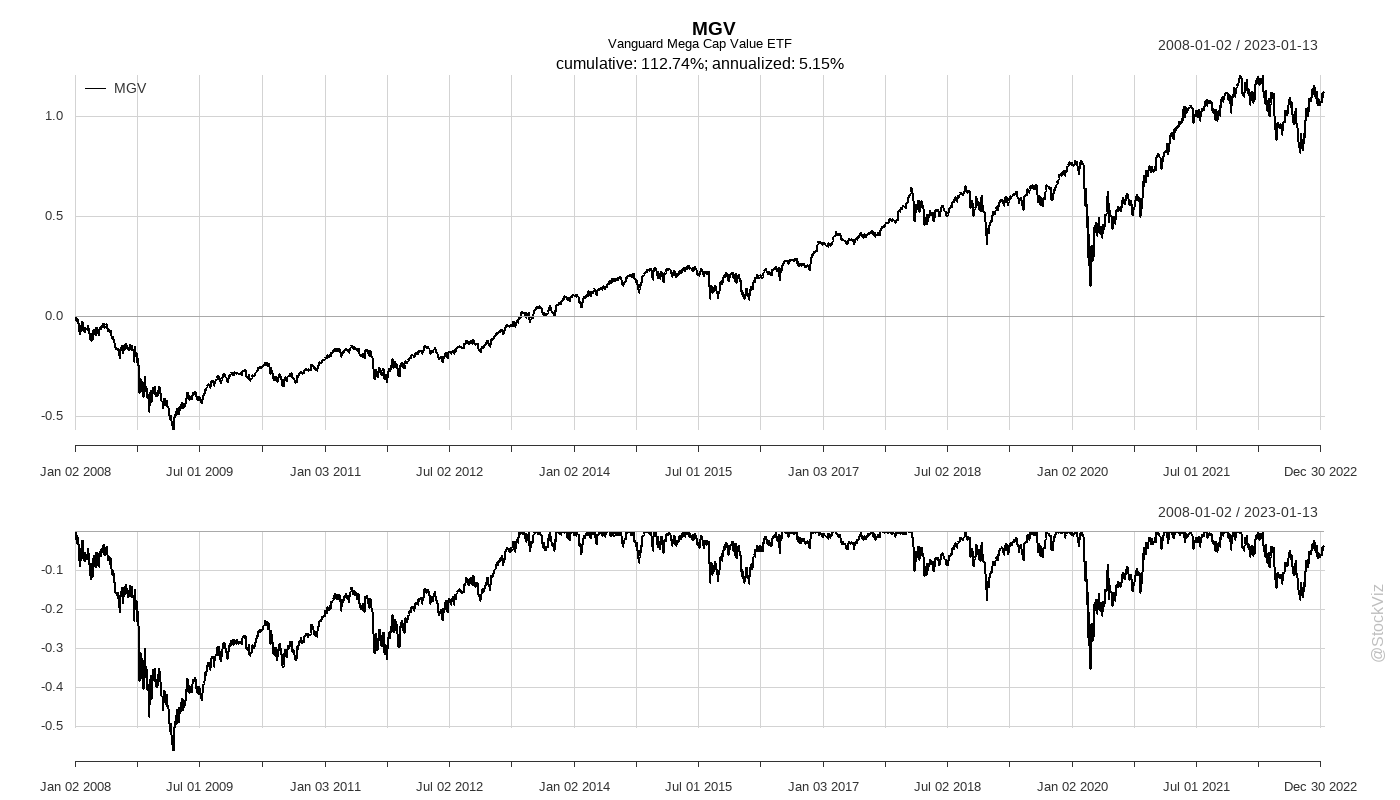 MGV
Vanguard Mega Cap Value ETF
2008-01-02 / 2023-01-13
cumulative: 112.74%; annualized: 5.15%
MGV
1.0
0.5
0.0
-0.5
Jan 02 2008 Jul 01 2009 Jan 03 2011 Jul 02 2012 Jan 02 2014 Jul 01 2015 Jan 03 2017 Jul 02 2018 Jan 02 2020 Jul 01 2021 Dec 30 2022
2008-01-02 / 2023-01-13
-0.1
-0.2
-0.3
-0.4
-0.5
Jan 02 2008 Jul 01 2009 Jan 03 2011 Jul 02 2012 Jan 02 2014 Jul 01 2015 Jan 03 2017 Jul 02 2018 Jan 02 2020 Jul 01 2021 Dec 30 2022
@StockViz